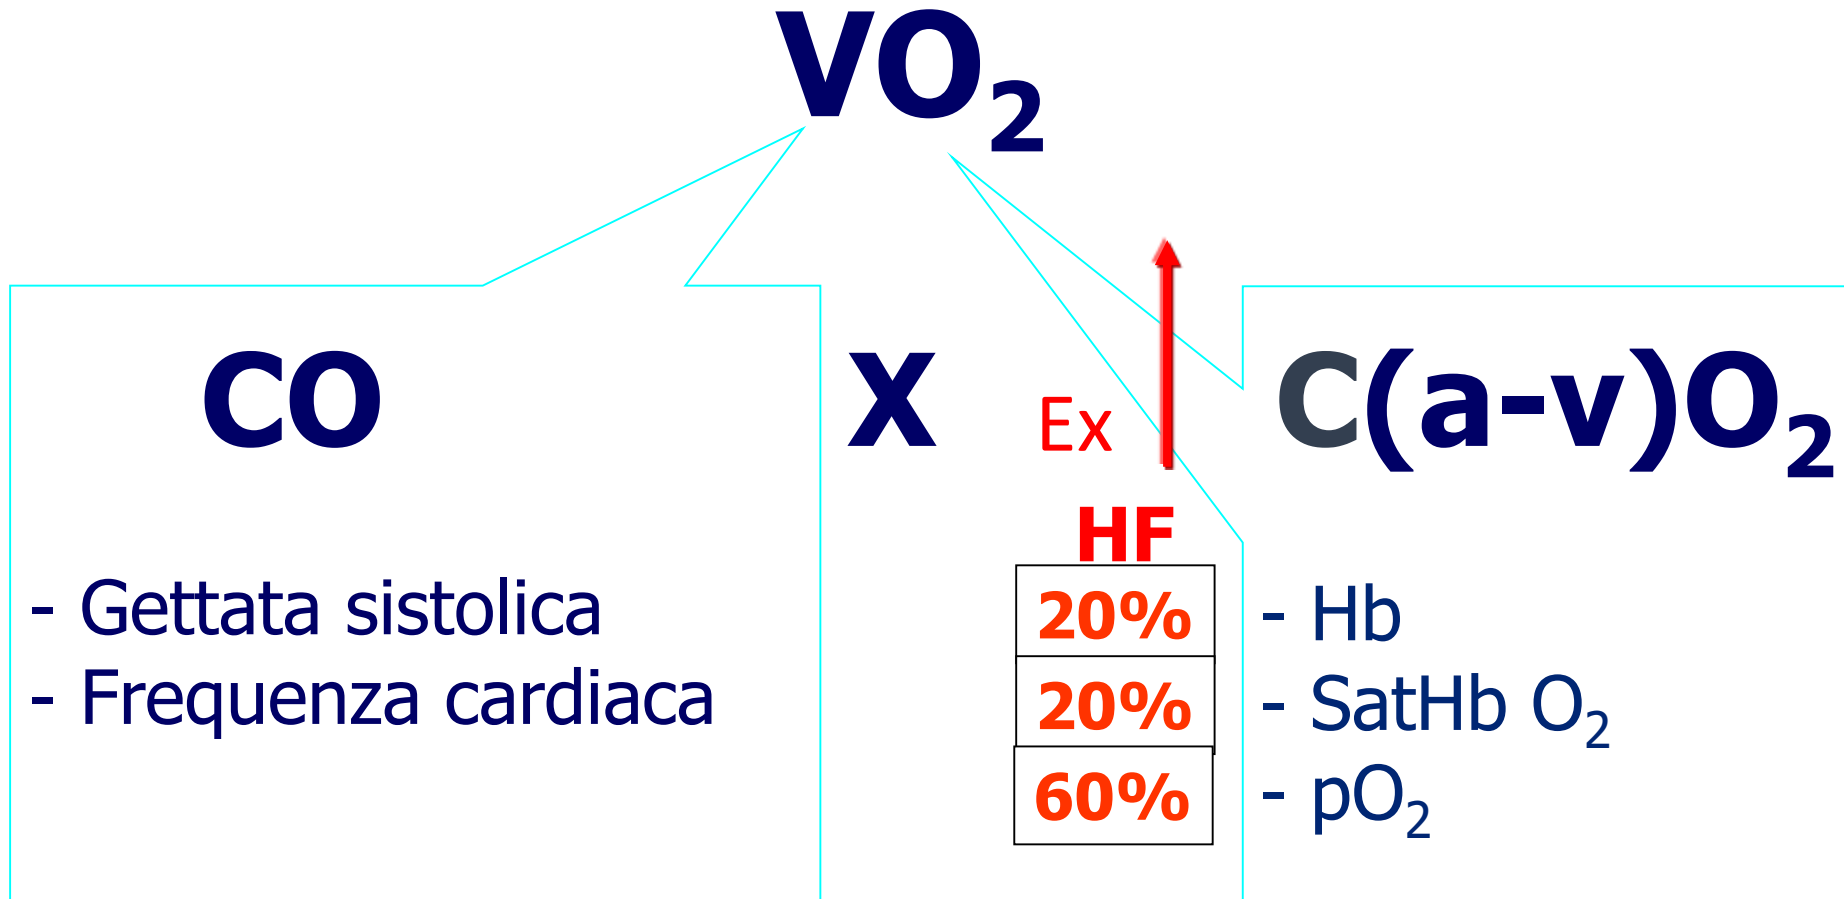 VO₂
CO X Ex C(a-v)O₂
HF
- Gettata sistolica
- Frequenza cardiaca
20% - Hb
20% - SatHb O₂
60% - pO₂